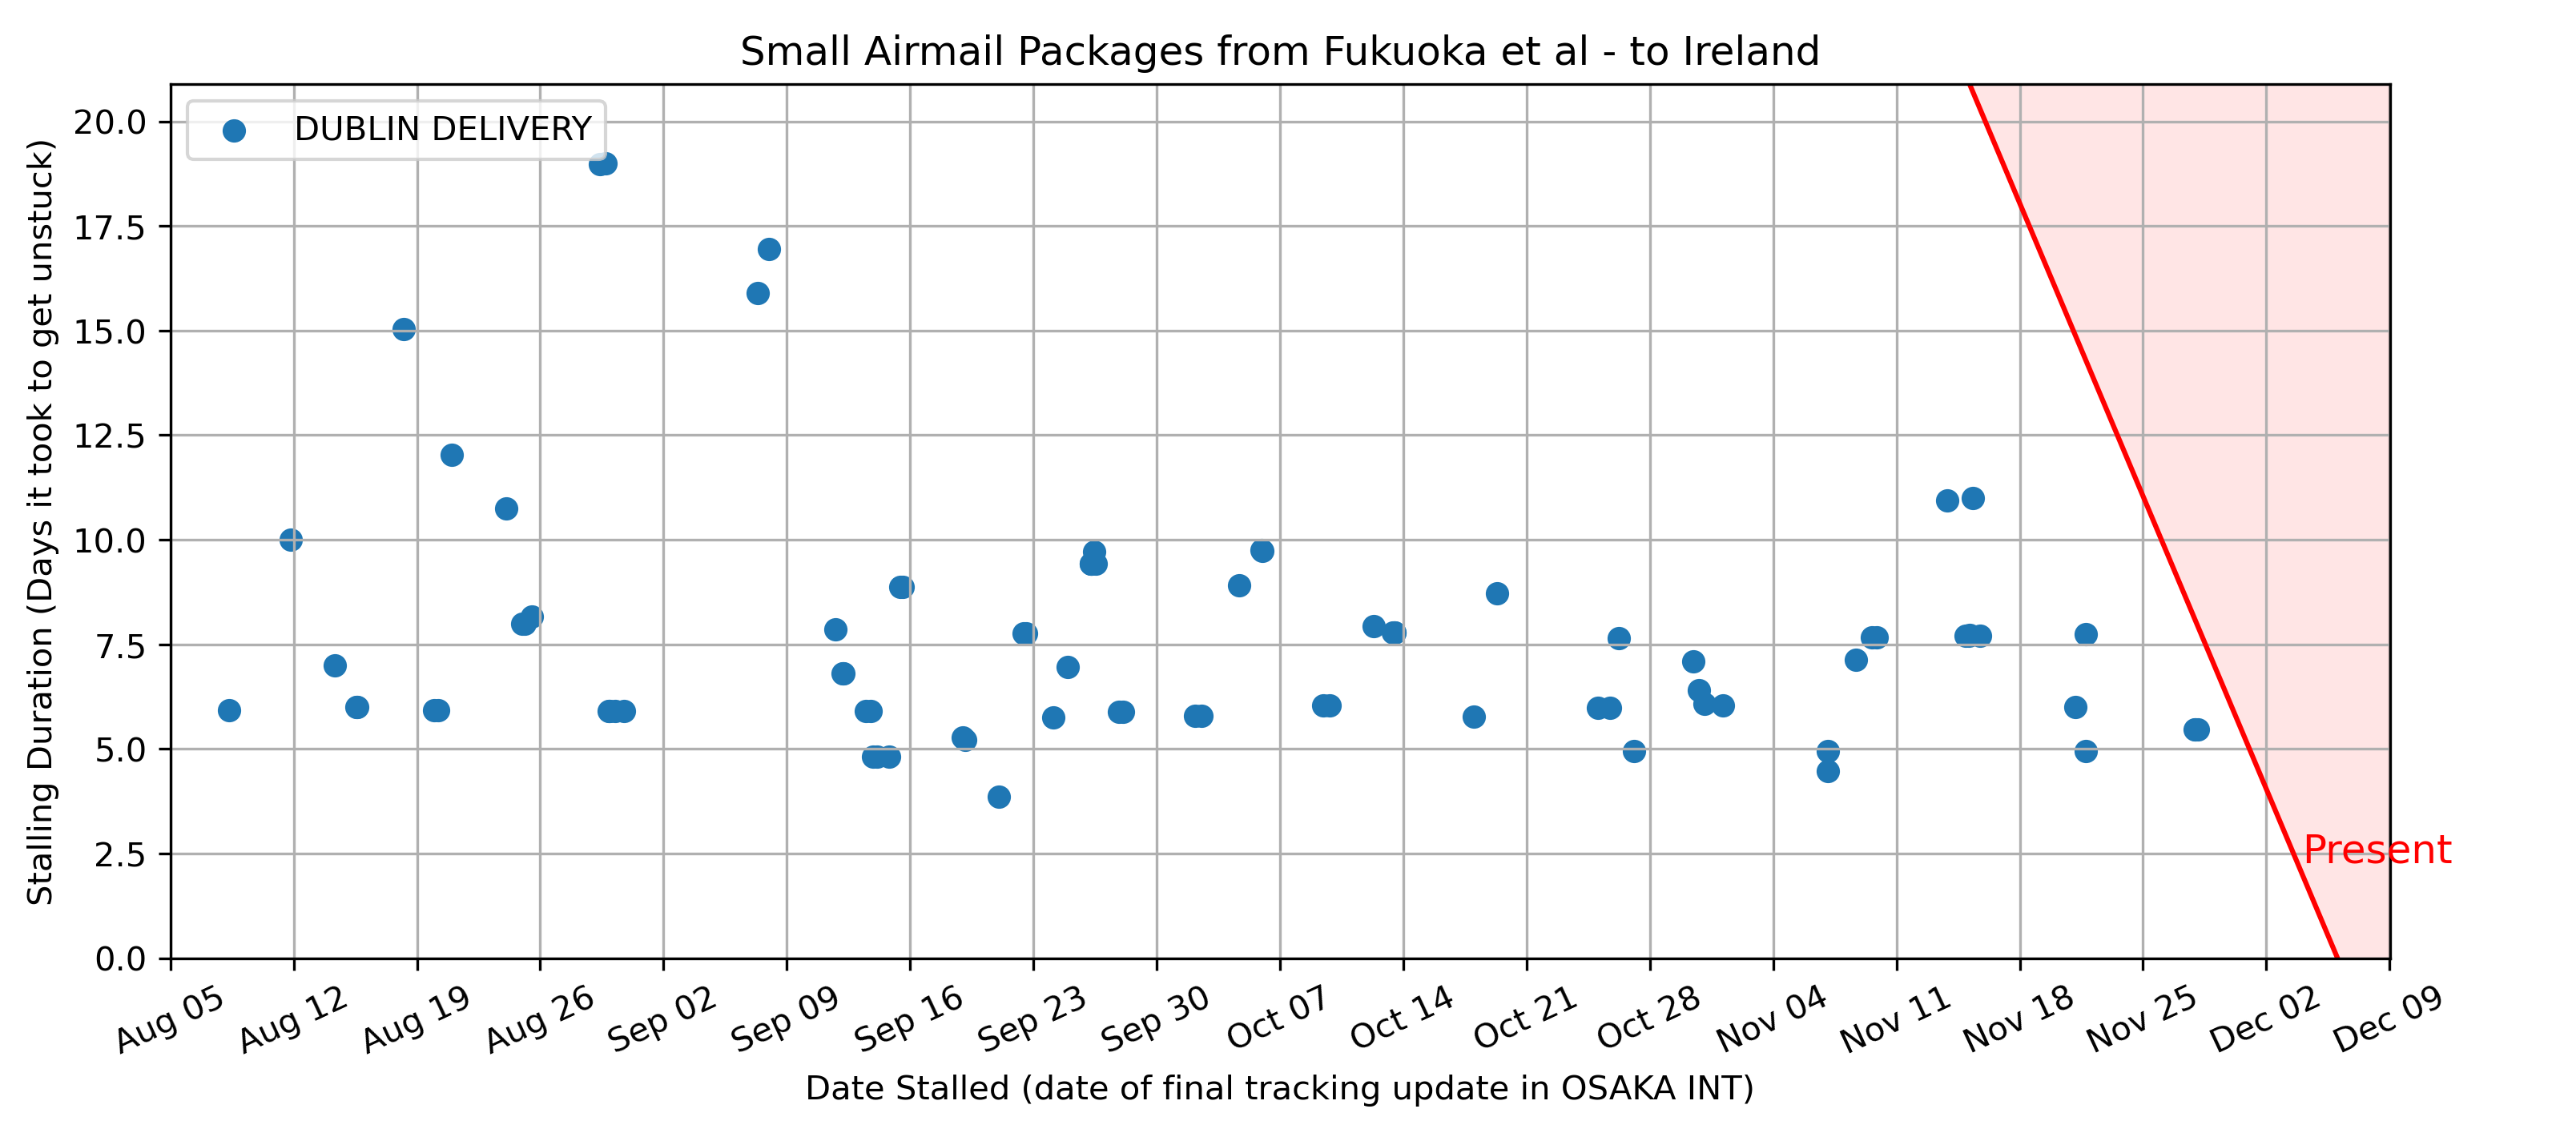 Small Airmail Packages from Fukuoka et al - to Ireland
DUBLIN DELIVERY
Stalling Duration (Days it took to get unstuck)
20.0
17.5
15.0
12.5
10.0
7.5
5.0
2.5
0.0
Present
Aug 05
Aug 12
Aug 19
Aug 26
Sep 02
Sep 09
Sep 16
Sep 23
Sep 30
Oct 07
Oct 14
Oct 21
Oct 28
Nov 04
Nov 11
Nov 18
Nov 25
Dec 02
Dec 09
Date Stalled (date of final tracking update in OSAKA INT)